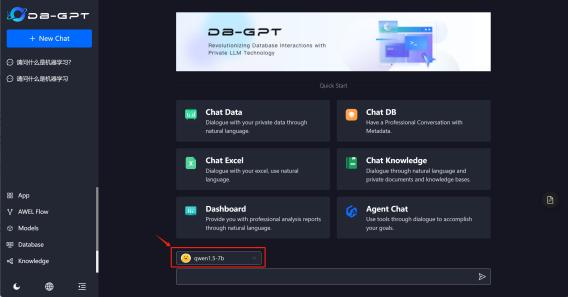 DB-GPT
+ New Chat
请问什么是机器学习?
请问什么是机器学习
App
AWEL Flow
Models
Database
Knowledge
DB-GPT
Revolutionizing Database Interactions with
Private LLM Technology
Quick Start
Chat Data
Dialogue with your private data through
natural language.
Chat DB
Have a Professional Conversation with
Metadata.
Chat Excel
Dialogue with your excel, use natural
language.
Chat Knowledge
Dialogue through natural language and
private documents and knowledge bases.
Dashboard
Provide you with professional analysis reports
through natural language.
Agent Chat
Use tools through dialogue to accomplish
your goals.
qwen1.5-7b